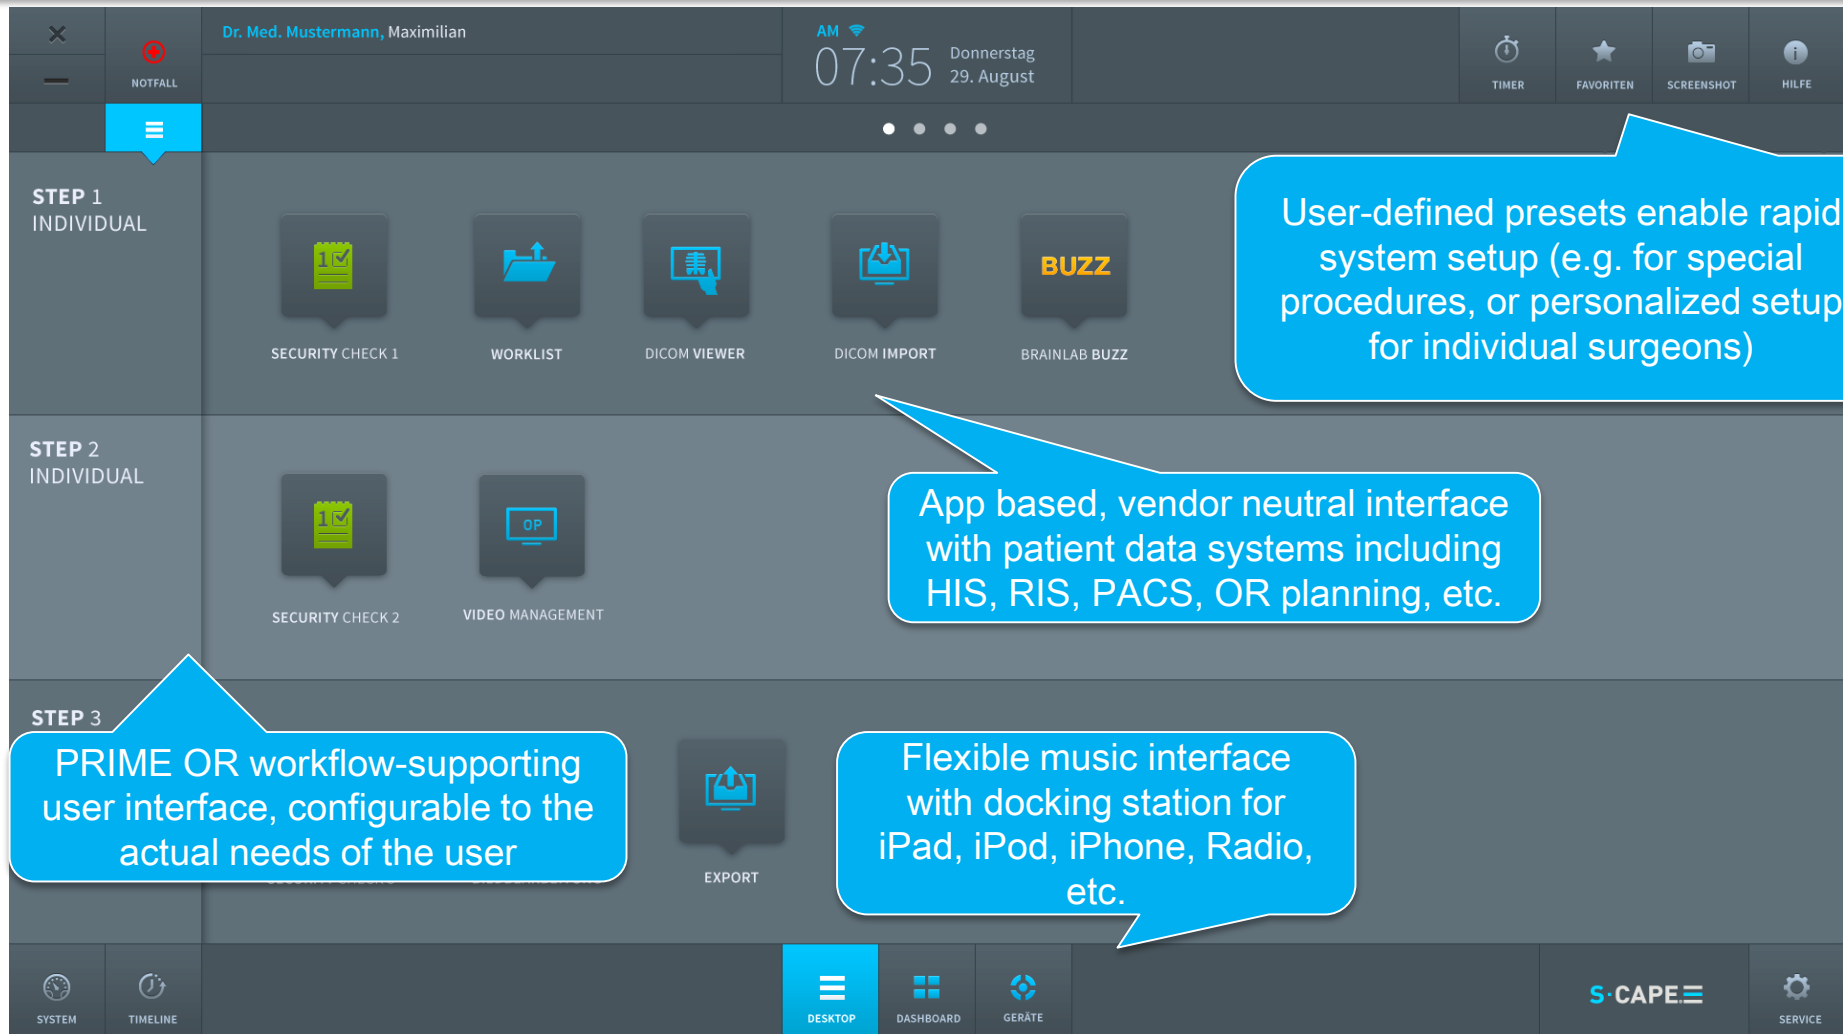 Dr. Med. Mustermann, Maximilian
AM
07:35
Donnerstag
29. August
NOTFALL
TIMER
FAVORITEN
SCREENSHOT
HILFE
STEP 1
INDIVIDUAL
1
BUZZ
SECURITY CHECK 1
WORKLIST
DICOM VIEWER
DICOM IMPORT
BRAINLAB BUZZ
User-defined presets enable rapid
system setup (e.g. for special
procedures, or personalized setup
for individual surgeons)
STEP 2
INDIVIDUAL
1
OP
SECURITY CHECK 2
VIDEO MANAGEMENT
App based, vendor neutral interface
with patient data systems including
HIS, RIS, PACS, OR planning, etc.
STEP 3
PRIME OR workflow-supporting
user interface, configurable to the
actual needs of the user
EXPORT
Flexible music interface
with docking station for
iPad, iPod, iPhone, Radio,
etc.
SYSTEM
TIMELINE
DESKTOP
DASHBOARD
GERÄTE
S·CAPE
SERVICE